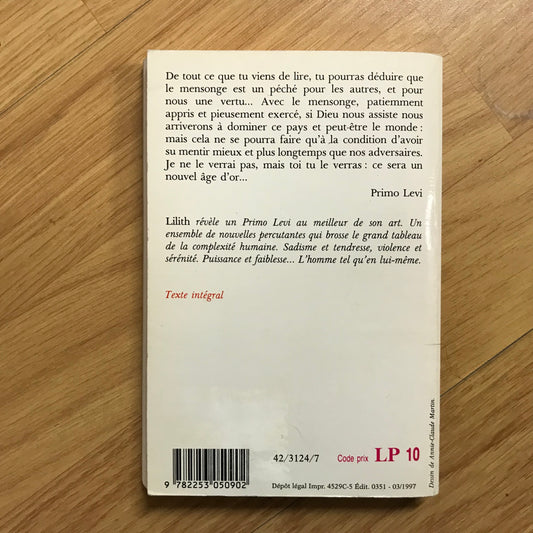 De tout ce que tu viens de lire, tu pourras déduire que
le mensonge est un péché pour les autres, et pour
nous une vertu... Avec le mensonge, patiemment
appris et pieusement exercé, si Dieu nous assiste nous
arriverons à dominer ce pays et peut-être le monde :
mais cela ne se pourra faire qu'à la condition d'avoir
su mentir mieux et plus longtemps que nos adversaires.
Je ne le verrai pas, mais toi tu le verras : ce sera un
nouvel âge d'or...
Primo Levi
Lilith révèle un Primo Levi au meilleur de son art. Un
ensemble de nouvelles percutantes qui brosse le grand tableau
de la complexité humaine. Sadisme et tendresse, violence et
sérénité. Puissance et faiblesse... L'homme tel qu'en lui-même.
Texte intégral
Dessin de Annie-Claude Martin.
42/3124/7
Code prix LP 10
9 782253 050902
Dépôt légal Impr. 4529C-5 Édit. 0351 - 03/1997